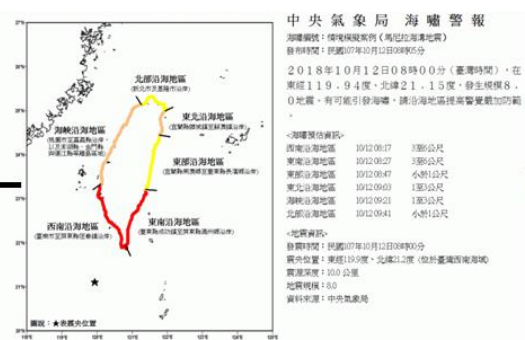 中央氣象局 海嘯警報
海嘯編號：情境模擬案例（馬尼拉海溝地震）
發布時間：民國107年10月12日08時05分
2018年10月12日08時00分（臺灣時間），在
東經119.94度、北緯21.15度，發生規模8.
0地震，有可能引發海嘯，請沿海地區提高警覺嚴加防範
.
<海嘯預估資訊>
西南沿海地區 10/12 08:17 3至6公尺
東南沿海地區 10/12 08:27 3至6公尺
東部沿海地區 10/12 08:47 小於1公尺
東北沿海地區 10/12 09:03 1至3公尺
海峽沿海地區 10/12 09:21 1至3公尺
北部沿海地區 10/12 09:41 小於1公尺
<地震資訊>
發震時間：民國107年10月12日08時00分
震央位置：東經119.9度、北緯21.2度（位於臺灣西南海域）
震源深度：10.0 公里
地震規模：8.0
資料來源：中央氣象局
北部沿海地區
(新北市及基隆市沿岸)
東北沿海地區
海峽沿海地區
東部沿海地區
西南沿海地區
東南沿海地區
圖說：★表震央位置